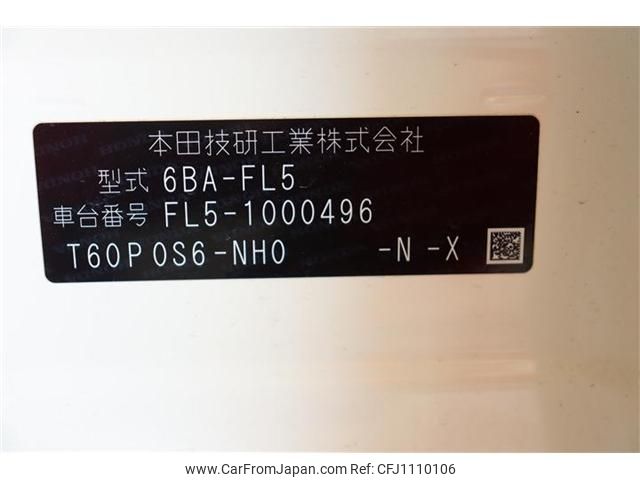 本田技研工業株式会社
型式 6BA-FL5
車台番号 FL5-1000496
T60P0S6-NH0 -N -X
www.CarFromJapan.com - CFJ1110106